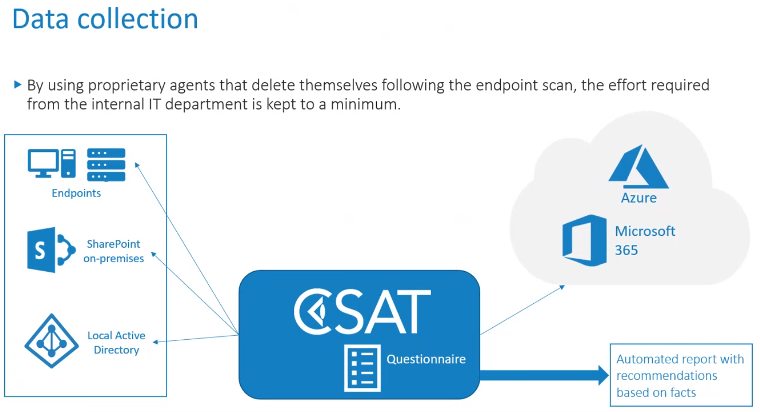 Data collection
By using proprietary agents that delete themselves following the endpoint scan, the effort required
from the internal IT department is kept to a minimum.
Endpoints
SharePoint
on-premises
Local Active
Directory
CSAT
Questionnaire
Azure
Microsoft
365
Automated report with
recommendations
based on facts